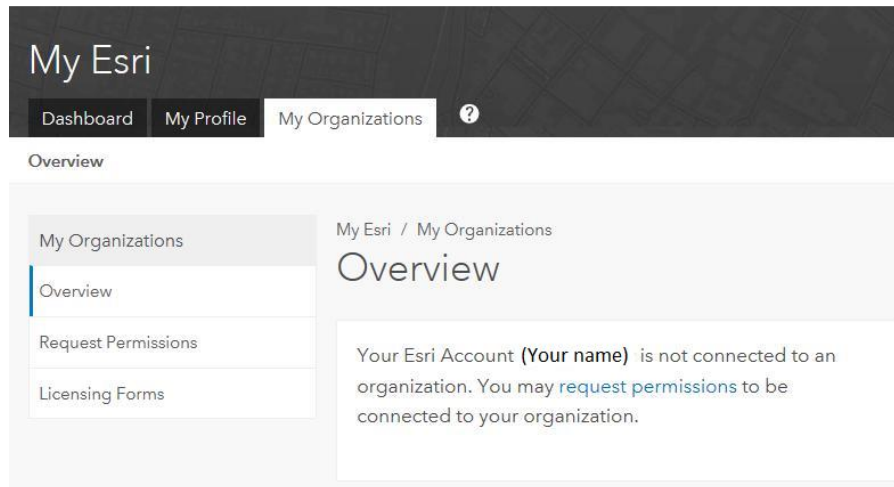 My Esri
Dashboard My Profile My Organizations ?
Overview
My Organizations
Overview
Request Permissions
Licensing Forms
My Esri / My Organizations
Overview
Your Esri Account (Your name) is not connected to an
organization. You may request permissions to be
connected to your organization.